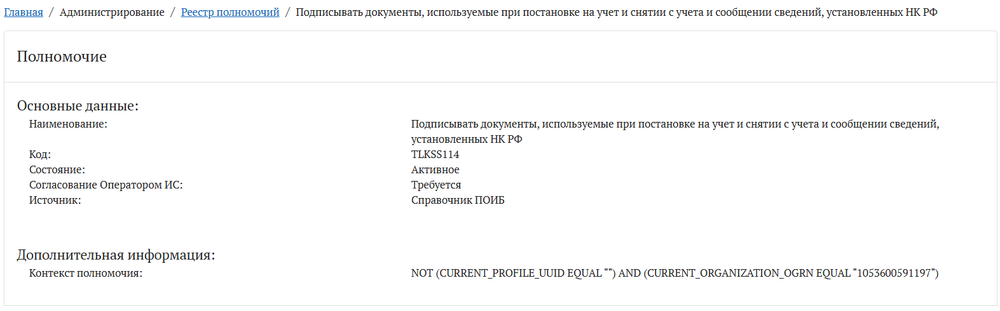 Главная / Администрирование / Реестр полномочий / Подписывать документы, используемые при постановке на учет и снятии с учета и сообщении сведений, установленных НК РФ
Полномочие
Основные данные:
Наименование: Подписывать документы, используемые при постановке на учет и снятии с учета и сообщении сведений,
установленных НК РФ
Код: TLKSS114
Состояние: Активное
Согласование Оператором ИС: Требуется
Источник: Справочник ПОИБ
Дополнительная информация:
Контекст полномочия: NOT (CURRENT_PROFILE_UUID EQUAL "") AND (CURRENT_ORGANIZATION_OGRN EQUAL "1053600591197")